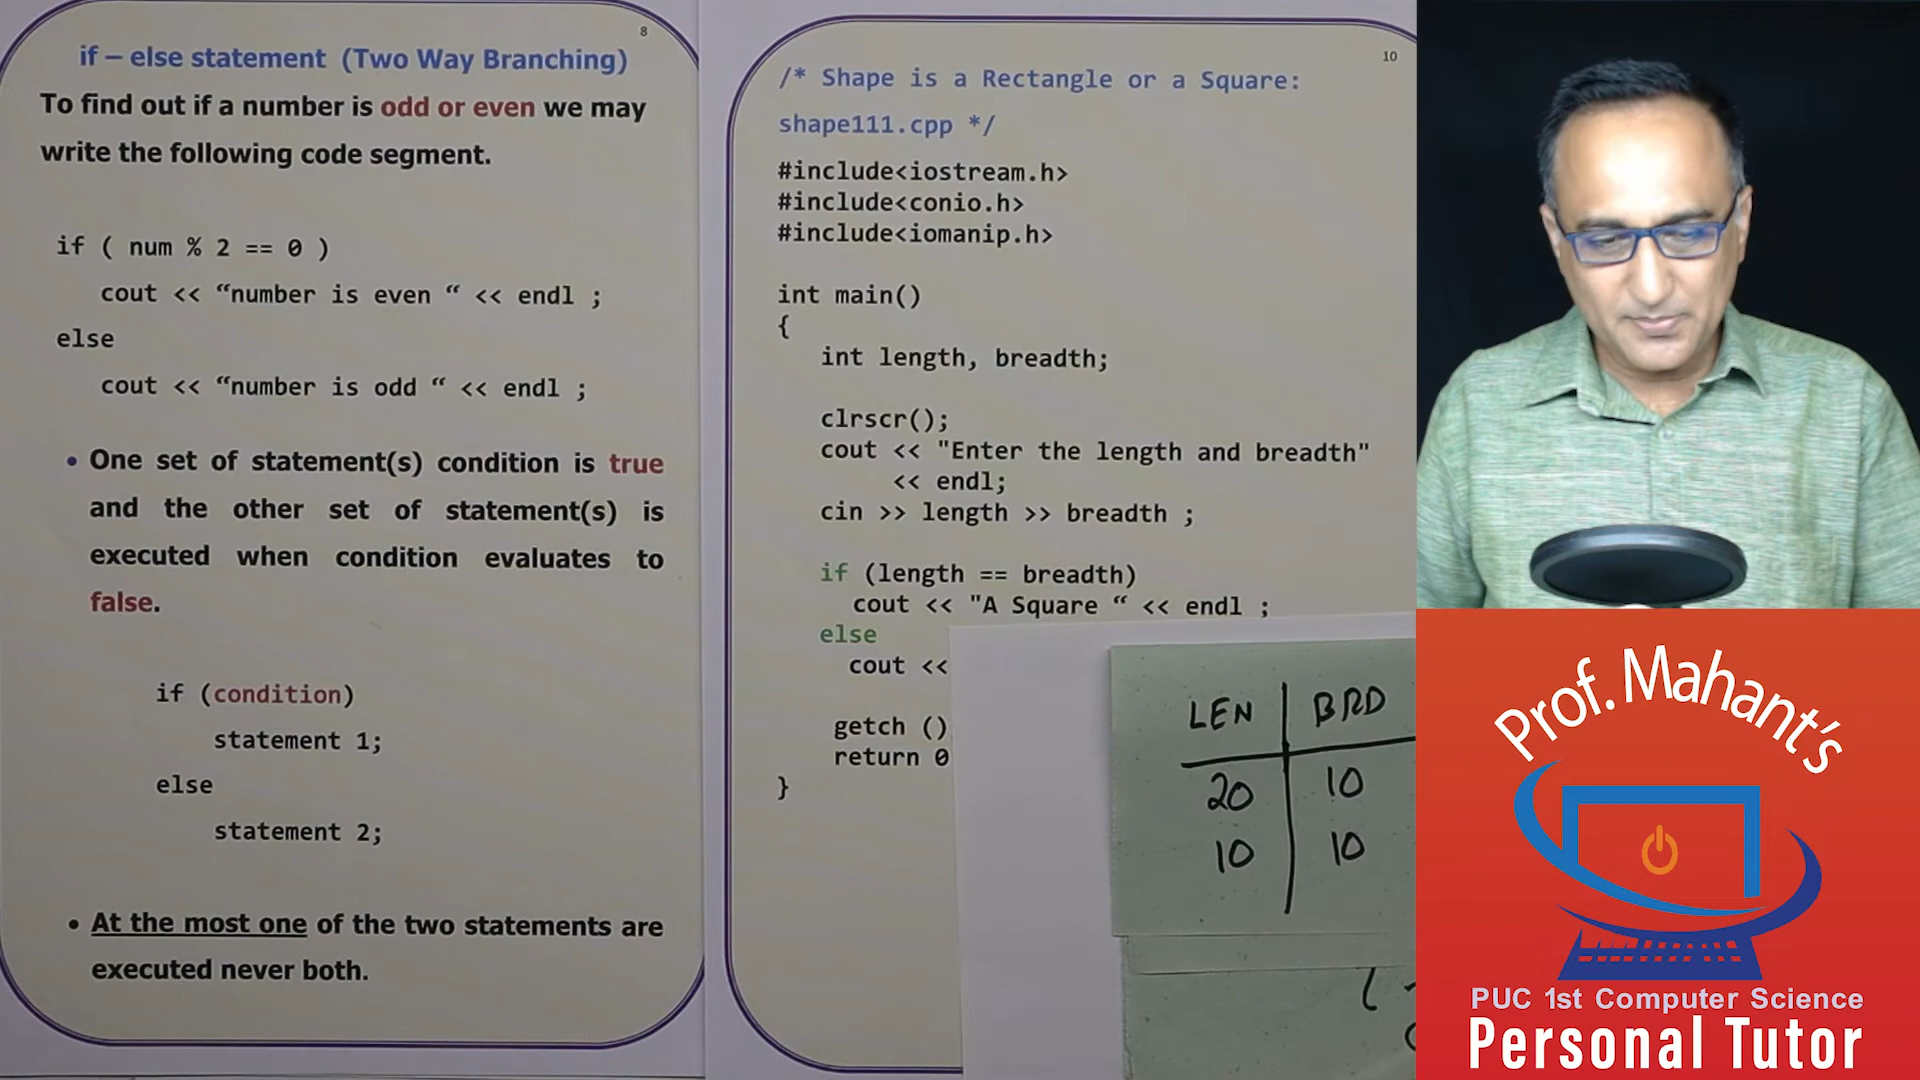 8
if – else statement (Two Way Branching)
To find out if a number is odd or even we may
write the following code segment.
if ( num % 2 == 0 )
cout << “number is even “ << endl ;
else
cout << “number is odd “ << endl ;
• One set of statement(s) condition is true
and the other set of statement(s) is
executed when condition evaluates to
false.
if (condition)
statement 1;
else
statement 2;
• At the most one of the two statements are
executed never both.
10
/* Shape is a Rectangle or a Square:
shape111.cpp */
#include<iostream.h>
#include<conio.h>
#include<iomanip.h>
int main()
{
int length, breadth;
clrscr();
cout << "Enter the length and breadth"
<< endl;
cin >> length >> breadth ;
if (length == breadth)
cout << "A Square “ << endl ;
else
cout <<
getch ()
return 0
}
LEN BRD
20 10
10 10
Prof. Mahant's
PUC 1st Computer Science
Personal Tutor